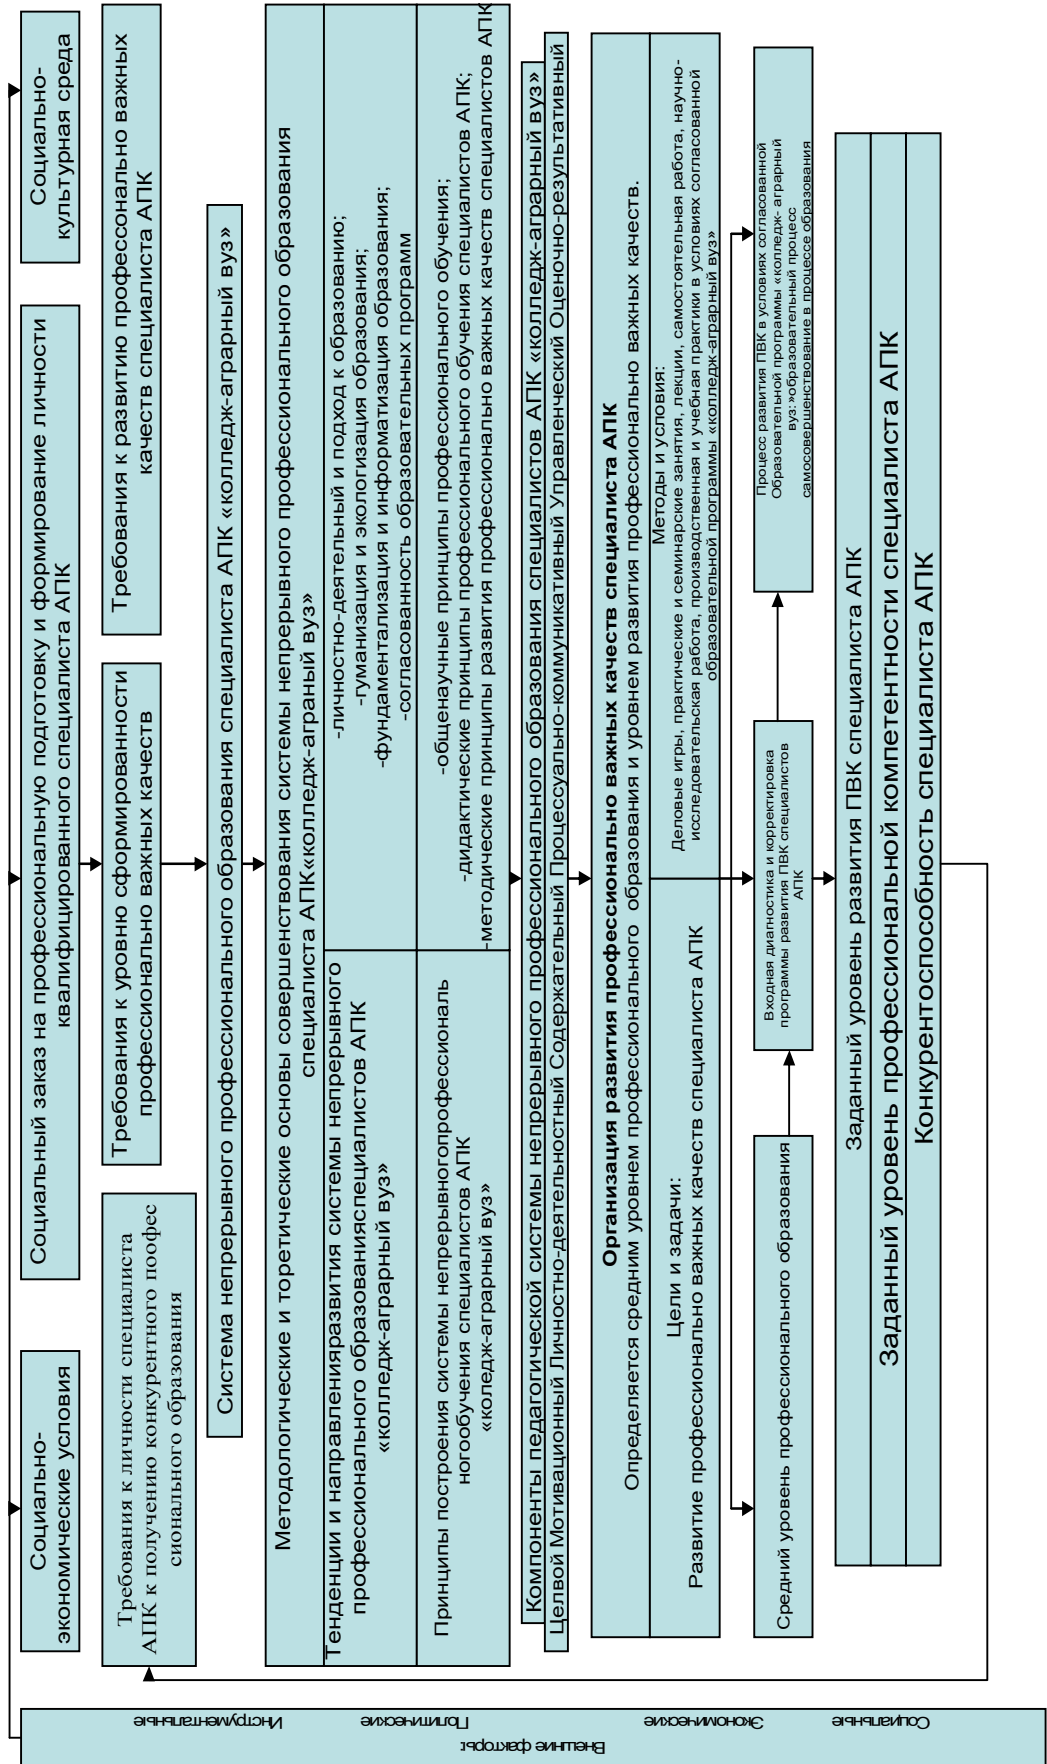 Внешние факторы:
Инструментальные
Политические
Экономические
Социальные
Социально-
экономические условия
Социальный заказ на профессиональную подготовку и формирование личности
квалифицированного специалиста АПК
Социально-
культурная среда
Требования к личности специалиста
АПК к получению конкурентного поофес
сионального образования
Требования к уровню сформированности
профессионально важных качеств
Требования к развитию профессионально важных
качеств специалиста АПК
Система непрерывного профессионального образования специалиста АПК «колледж-аграрный вуз»
Методологические и торетические основы совершенствования системы непрерывного профессионального образования
специалиста АПК«колледж-аграный вуз»
Тенденции и направленияразвития системы непрерывного
профессионального образованияспециалистов АПК
«колледж-аграрный вуз»
-личностно-деятельный и подход к образованию;
-гуманизация и экологизация образования;
-фундаментализация и информатизация образования;
-согласованность образовательных программ
Принципы построения системы непрерывногопрофессиональ
ногообучения специалистов АПК
«коледж-аграрный вуз»
-общенаучные принципы профессионального обучения;
-дидактические принципы профессионального обучения специалистов АПК;
-методические принципы развития профессионально важных качеств специалистов АПК
Компоненты педагогической системы непрерывного профессионального образования специалистов АПК «колледж-аграрный вуз»
Целвой Мотивационный Личностно-деятельностный Содержательный Процессуально-коммуникативный Управленческий Оценочно-результативный
Организация развития профессионально важных качеств специалиста АПК
Определяется средним уровнем профессионального образования и уровнем развития профессионально важных качеств.
Цели и задачи:
Развитие профессионально важных качеств специалиста АПК
Методы и условия:
Деловые игры, практические и семинарские занятия, лекции, самостоятельная работа, научно-
исследовательская работа, производственная и учебная практики в условиях согласованной
образовательной программы «колледж-аграрный вуз»
Средний уровень профессионального образования
Входная диагностика и корректировка
программы развития ПВК специалистов
АПК
Процесс развития ПВК в условиях согласованной
Образовательной программы «колледж- аграрный
вуз:»образовательный процесс
самосовершенствование в процессе образования
Заданный уровень развития ПВК специалиста АПК
Заданный уровень профессиональной компетентности специалиста АПК
Конкурентоспособность специалиста АПК